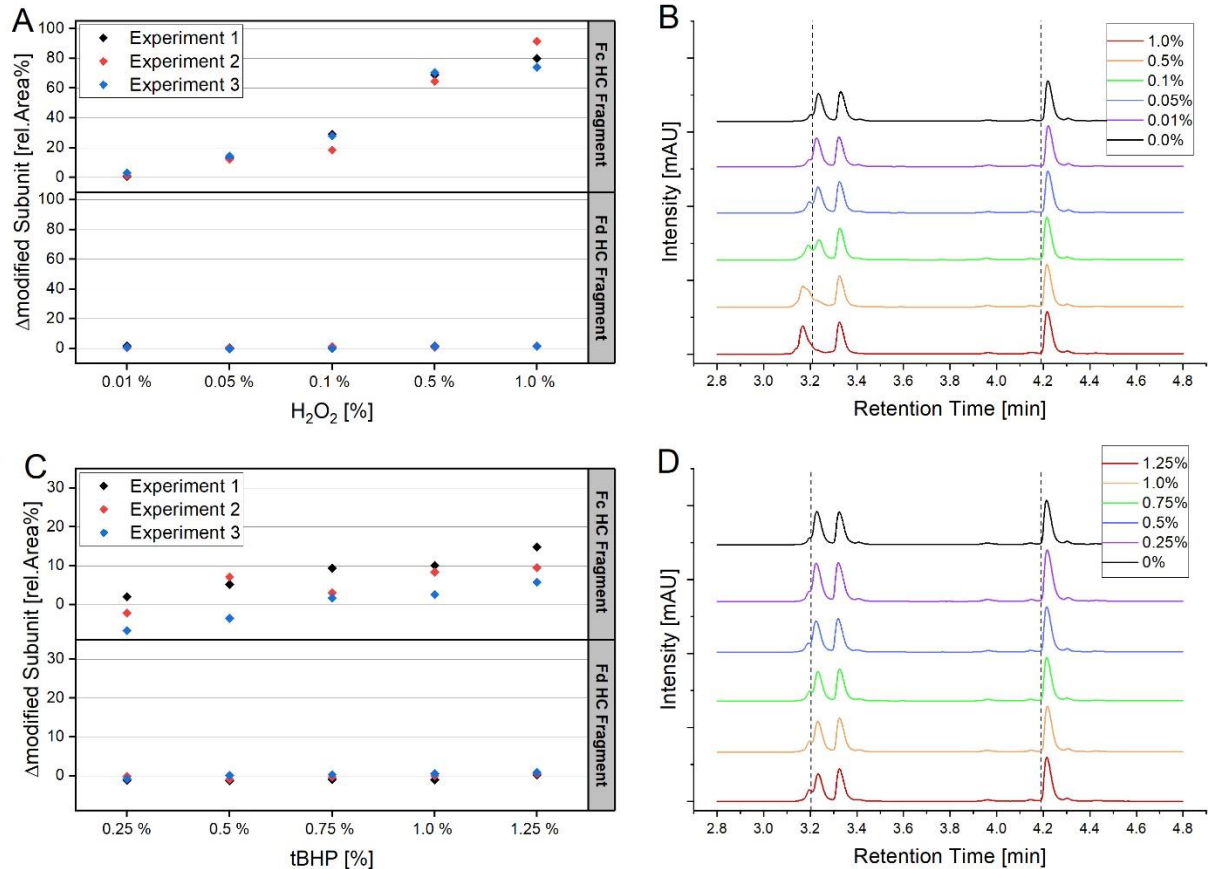 A
Experiment 1
Experiment 2
Experiment 3
100
80
60
40
20
0
Fc HC Fragment
100
80
60
40
20
0
Fd HC Fragment
Δmodified Subunit [rel.Area%]
0.01 %
0.05 %
0.1 %
0.5 %
1.0 %
H₂O₂ [%]
B
1.0%
0.5%
0.1%
0.05%
0.01%
0.0%
Intensity [mAU]
2.8
3.0
3.2
3.4
3.6
3.8
4.0
4.2
4.4
4.6
4.8
Retention Time [min]
C
Experiment 1
Experiment 2
Experiment 3
30
20
10
0
Fc HC Fragment
30
20
10
0
Fd HC Fragment
Δmodified Subunit [rel.Area%]
0.25 %
0.5 %
0.75 %
1.0 %
1.25 %
tBHP [%]
D
1.25%
1.0%
0.75%
0.5%
0.25%
0%
Intensity [mAU]
2.8
3.0
3.2
3.4
3.6
3.8
4.0
4.2
4.4
4.6
4.8
Retention Time [min]